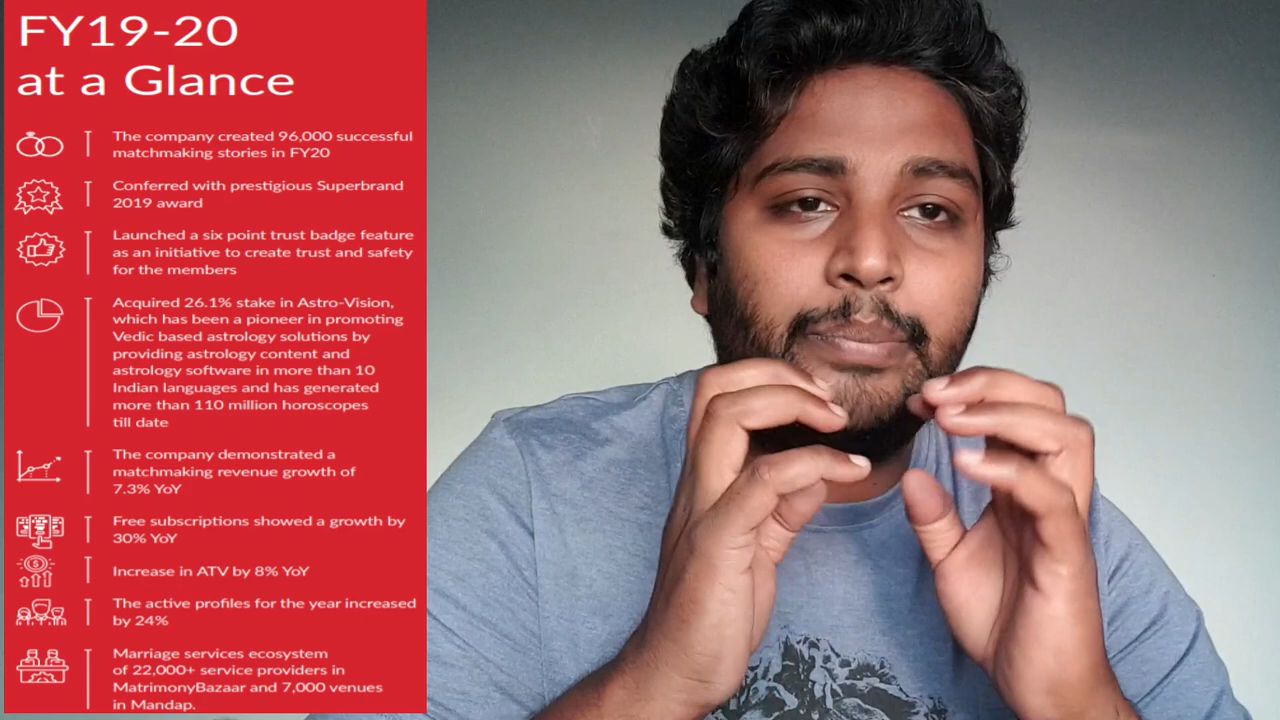 FY19-20
at a Glance
The company created 96,000 successful
matchmaking stories in FY20
Conferred with prestigious Superbrand
2019 award
Launched a six point trust badge feature
as an initiative to create trust and safety
for the members
Acquired 26.1% stake in Astro-Vision,
which has been a pioneer in promoting
Vedic based astrology solutions by
providing astrology content and
astrology software in more than 10
Indian languages and has generated
more than 110 million horoscopes
till date
The company demonstrated a
matchmaking revenue growth of
7.3% YoY
Free subscriptions showed a growth by
30% YoY
Increase in ATV by 8% YoY
The active profiles for the year increased
by 24%
Marriage services ecosystem
of 22,000+ service providers in
MatrimonyBazaar and 7,000 venues
in Mandap.